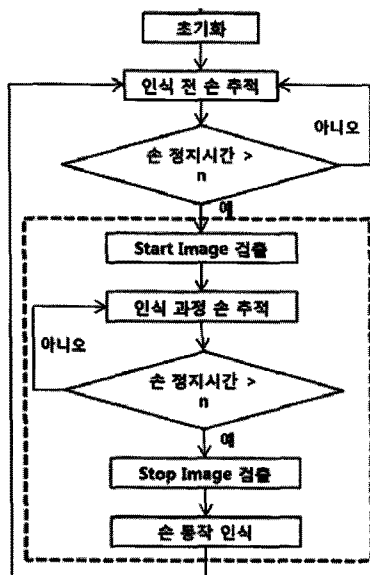 초기화
인식 전 손 추적
아니오
손 정지시간 >
n
예
Start Image 검출
인식 과정 손 추적
아니오
손 정지시간 >
n
예
Stop Image 검출
손 동작 인식